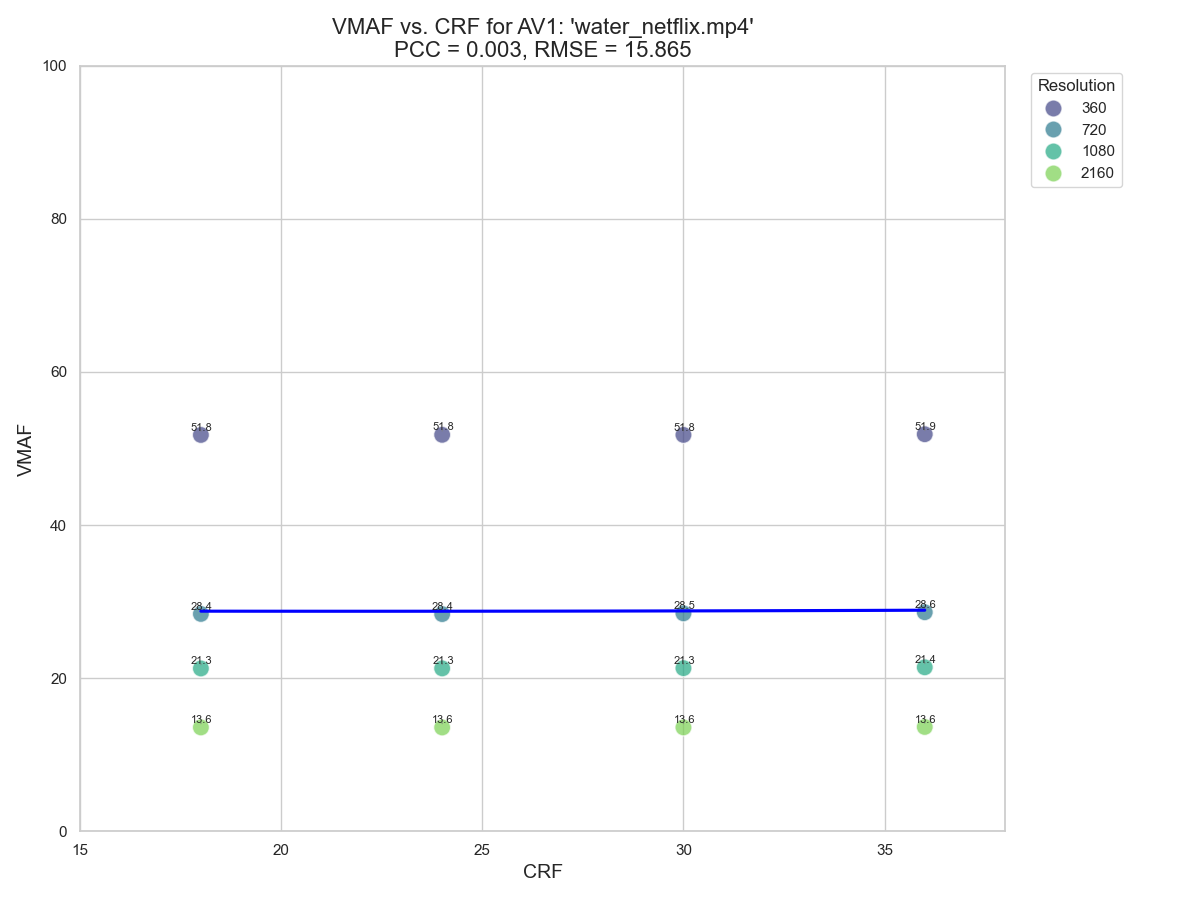 VMAF vs. CRF for AV1: 'water_netflix.mp4'
PCC = 0.003, RMSE = 15.865
Resolution
360
720
1080
2160
VMAF
100
80
60
40
20
0
51.8 51.8 51.8 51.9
28.4 28.4 28.5 28.6
21.3 21.3 21.3 21.4
13.6 13.6 13.6 13.6
15 20 25 30 35
CRF